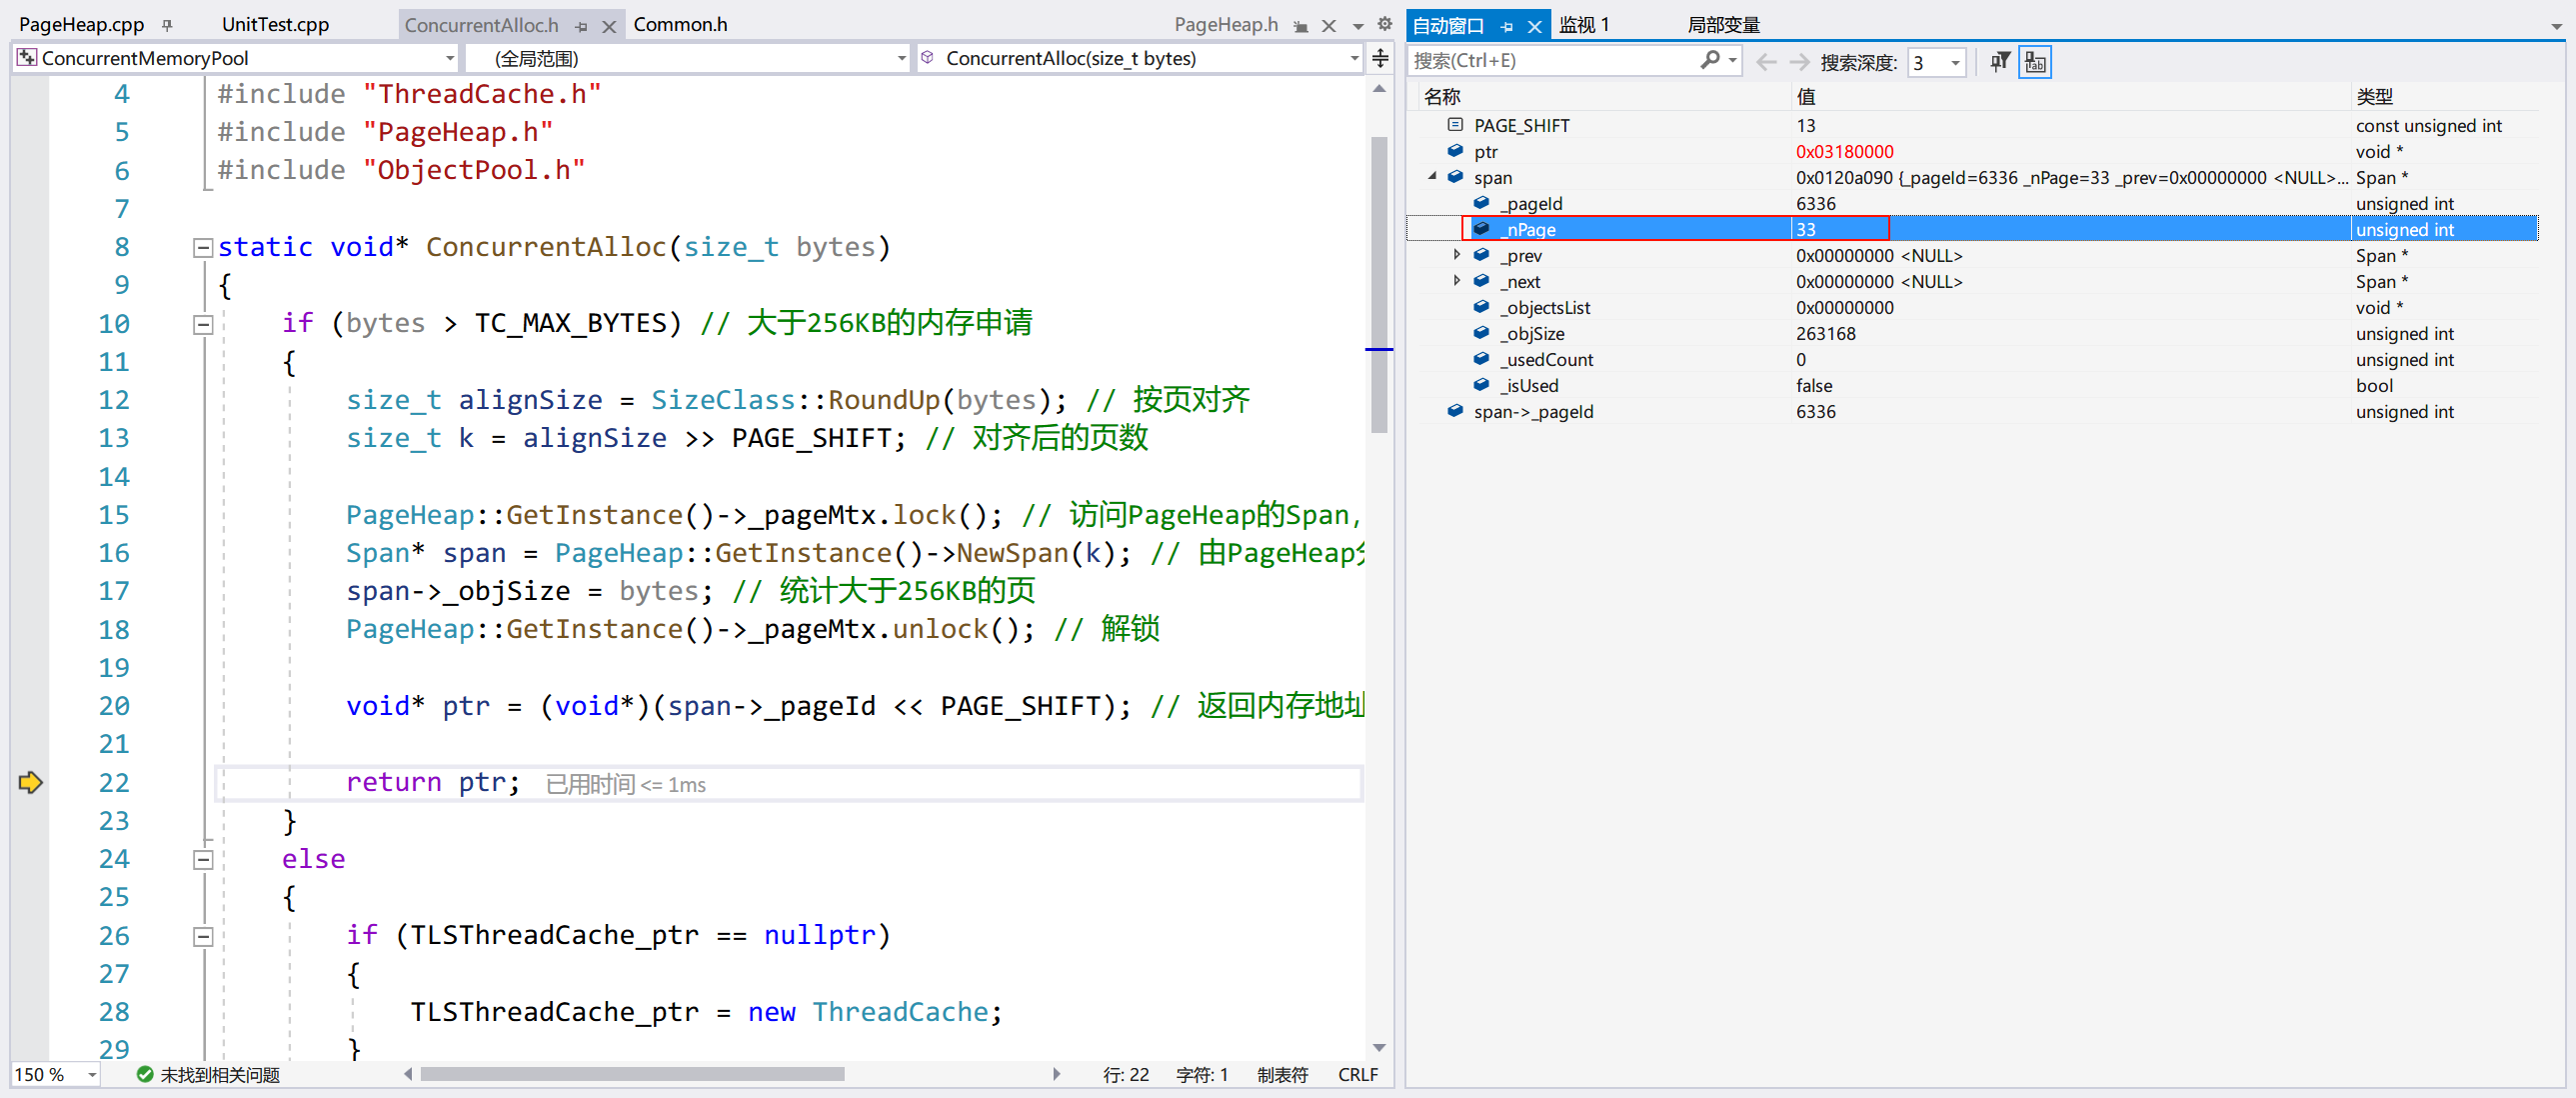 PageHeap.cpp UnitTest.cpp ConcurrentAlloc.h Common.h PageHeap.h
ConcurrentMemoryPool (全局范围) ConcurrentAlloc(size_t bytes)
4 #include "ThreadCache.h"
5 #include "PageHeap.h"
6 #include "ObjectPool.h"
7
8 static void* ConcurrentAlloc(size_t bytes)
9 {
10 if (bytes > TC_MAX_BYTES) // 大于256KB的内存申请
11 {
12 size_t alignSize = SizeClass::RoundUp(bytes); // 按页对齐
13 size_t k = alignSize >> PAGE_SHIFT; // 对齐后的页数
14
15 PageHeap::GetInstance()->_pageMtx.lock(); // 访问PageHeap的Span,
16 Span* span = PageHeap::GetInstance()->NewSpan(k); // 由PageHeap
17 span->_objSize = bytes; // 统计大于256KB的页
18 PageHeap::GetInstance()->_pageMtx.unlock(); // 解锁
19
20 void* ptr = (void*)(span->_pageId << PAGE_SHIFT); // 返回内存地址
21
22 return ptr; 已用时间 <= 1ms
23 }
24 else
25 {
26 if (TLSThreadCache_ptr == nullptr)
27 {
28 TLSThreadCache_ptr = new ThreadCache;
29 }
150 % 未找到相关问题 行: 22 字符: 1 制表符 CRLF
自动窗口 监视 1 局部变量
搜索(Ctrl+E) 搜索深度: 3
名称 值 类型
PAGE_SHIFT 13 const unsigned int
ptr 0x03180000 void *
span 0x0120a090 {_pageId=6336 _nPage=33 _prev=0x00000000 <NULL>... Span *
_pageId 6336 unsigned int
_nPage 33 unsigned int
_prev 0x00000000 <NULL> Span *
_next 0x00000000 <NULL> Span *
_objectsList 0x00000000 void *
_objSize 263168 unsigned int
_usedCount 0 unsigned int
_isUsed false bool
span->_pageId 6336 unsigned int